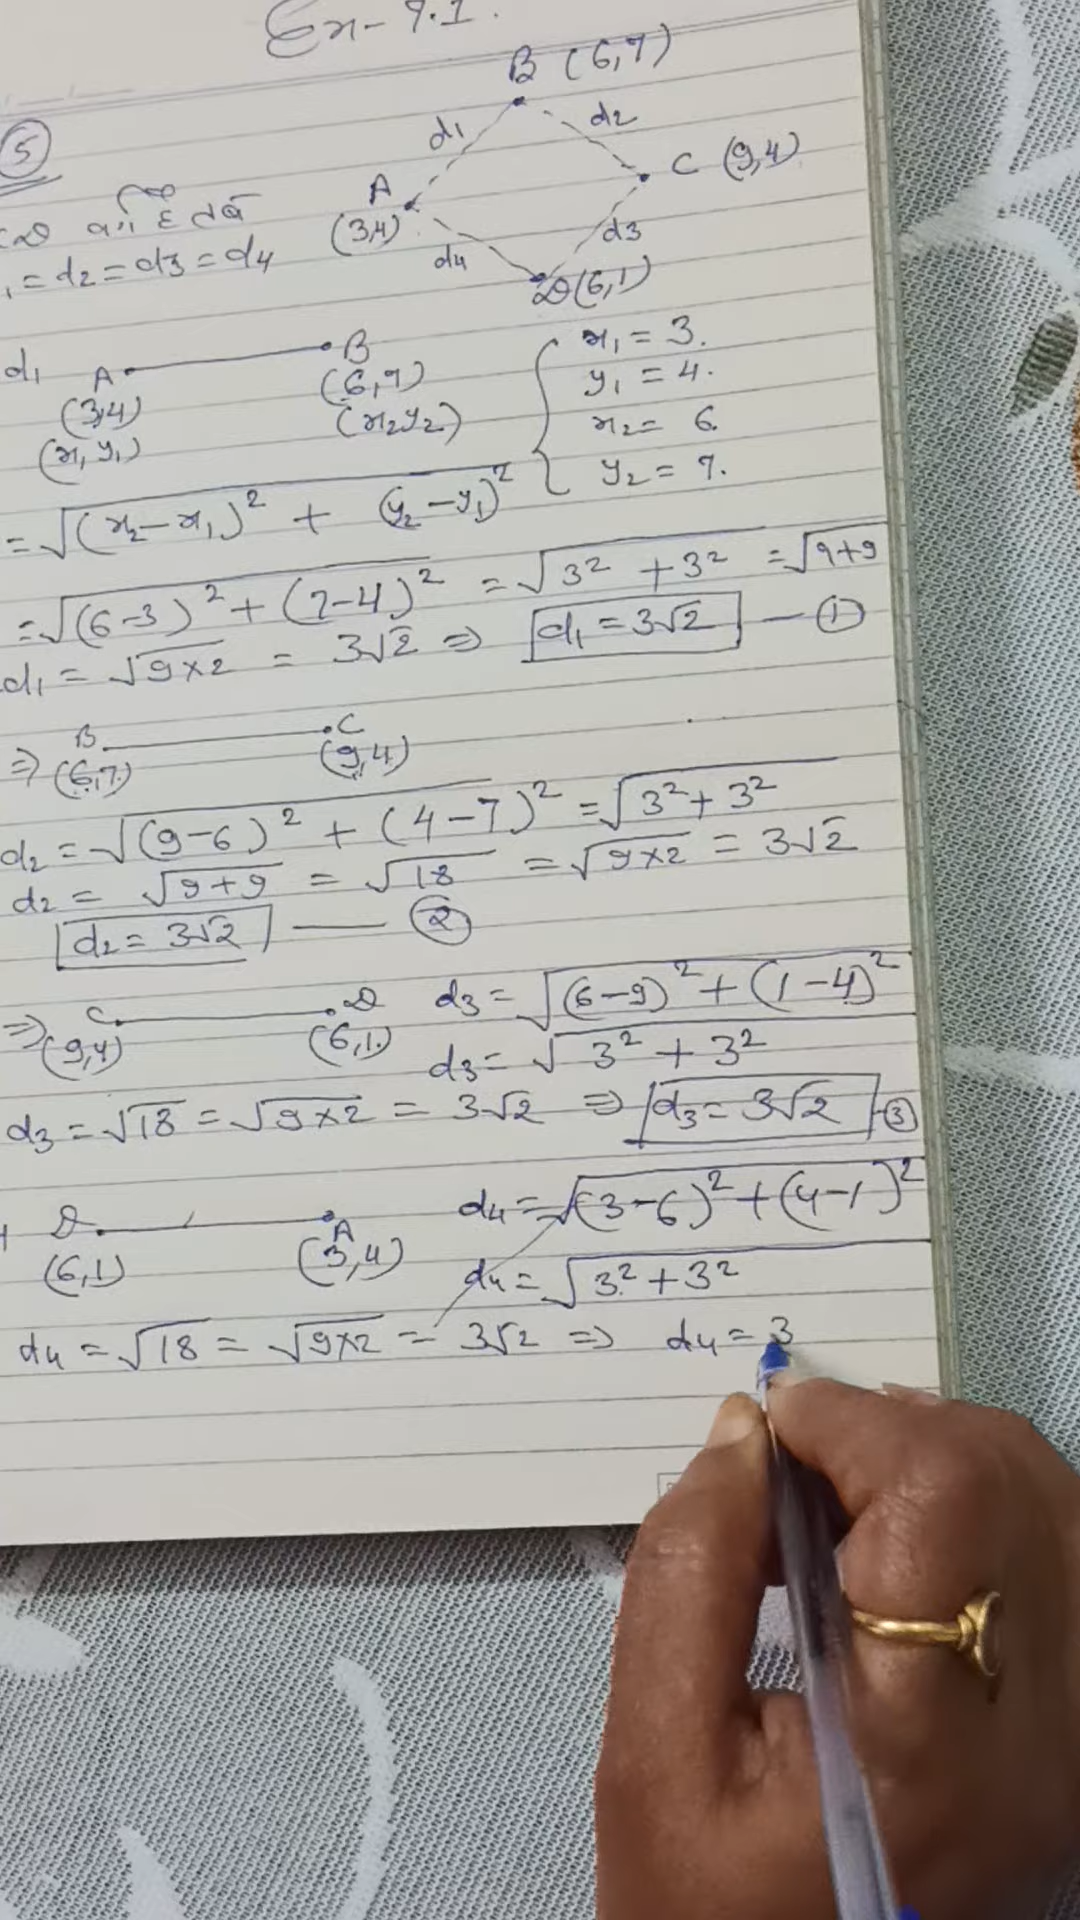 Ex-7.1.
B (6,7)
d1 d2
5
C (9,4)
A
(3,4)
d3
d4
D(6,1)
1 = d2 = d3 = d4
d1 A B
(3,4) (6,7)
(x1 y1) (x2 y2)
x1 = 3.
y1 = 4.
x2 = 6.
y2 = 7.
= √(x2-x1)² + (y2-y1)²
= √(6-3)² + (7-4)² = √3² + 3² = √9+9
d1 = √9×2 = 3√2 ⇒ d1 = 3√2 — ①
⇒ B C
(6,7) (9,4)
d2 = √(9-6)² + (4-7)² = √3² + 3²
d2 = √9+9 = √18 = √9×2 = 3√2
d2 = 3√2 — ②
⇒ C D d3 = √(6-9)² + (1-4)²
(9,4) (6,1)
d3 = √3² + 3²
d3 = √18 = √9×2 = 3√2 ⇒ d3 = 3√2 -③
D A d4 = √(3-6)² + (4-1)²
(6,1) (3,4)
d4 = √3² + 3²
d4 = √18 = √9×2 = 3√2 ⇒ d4 = 3